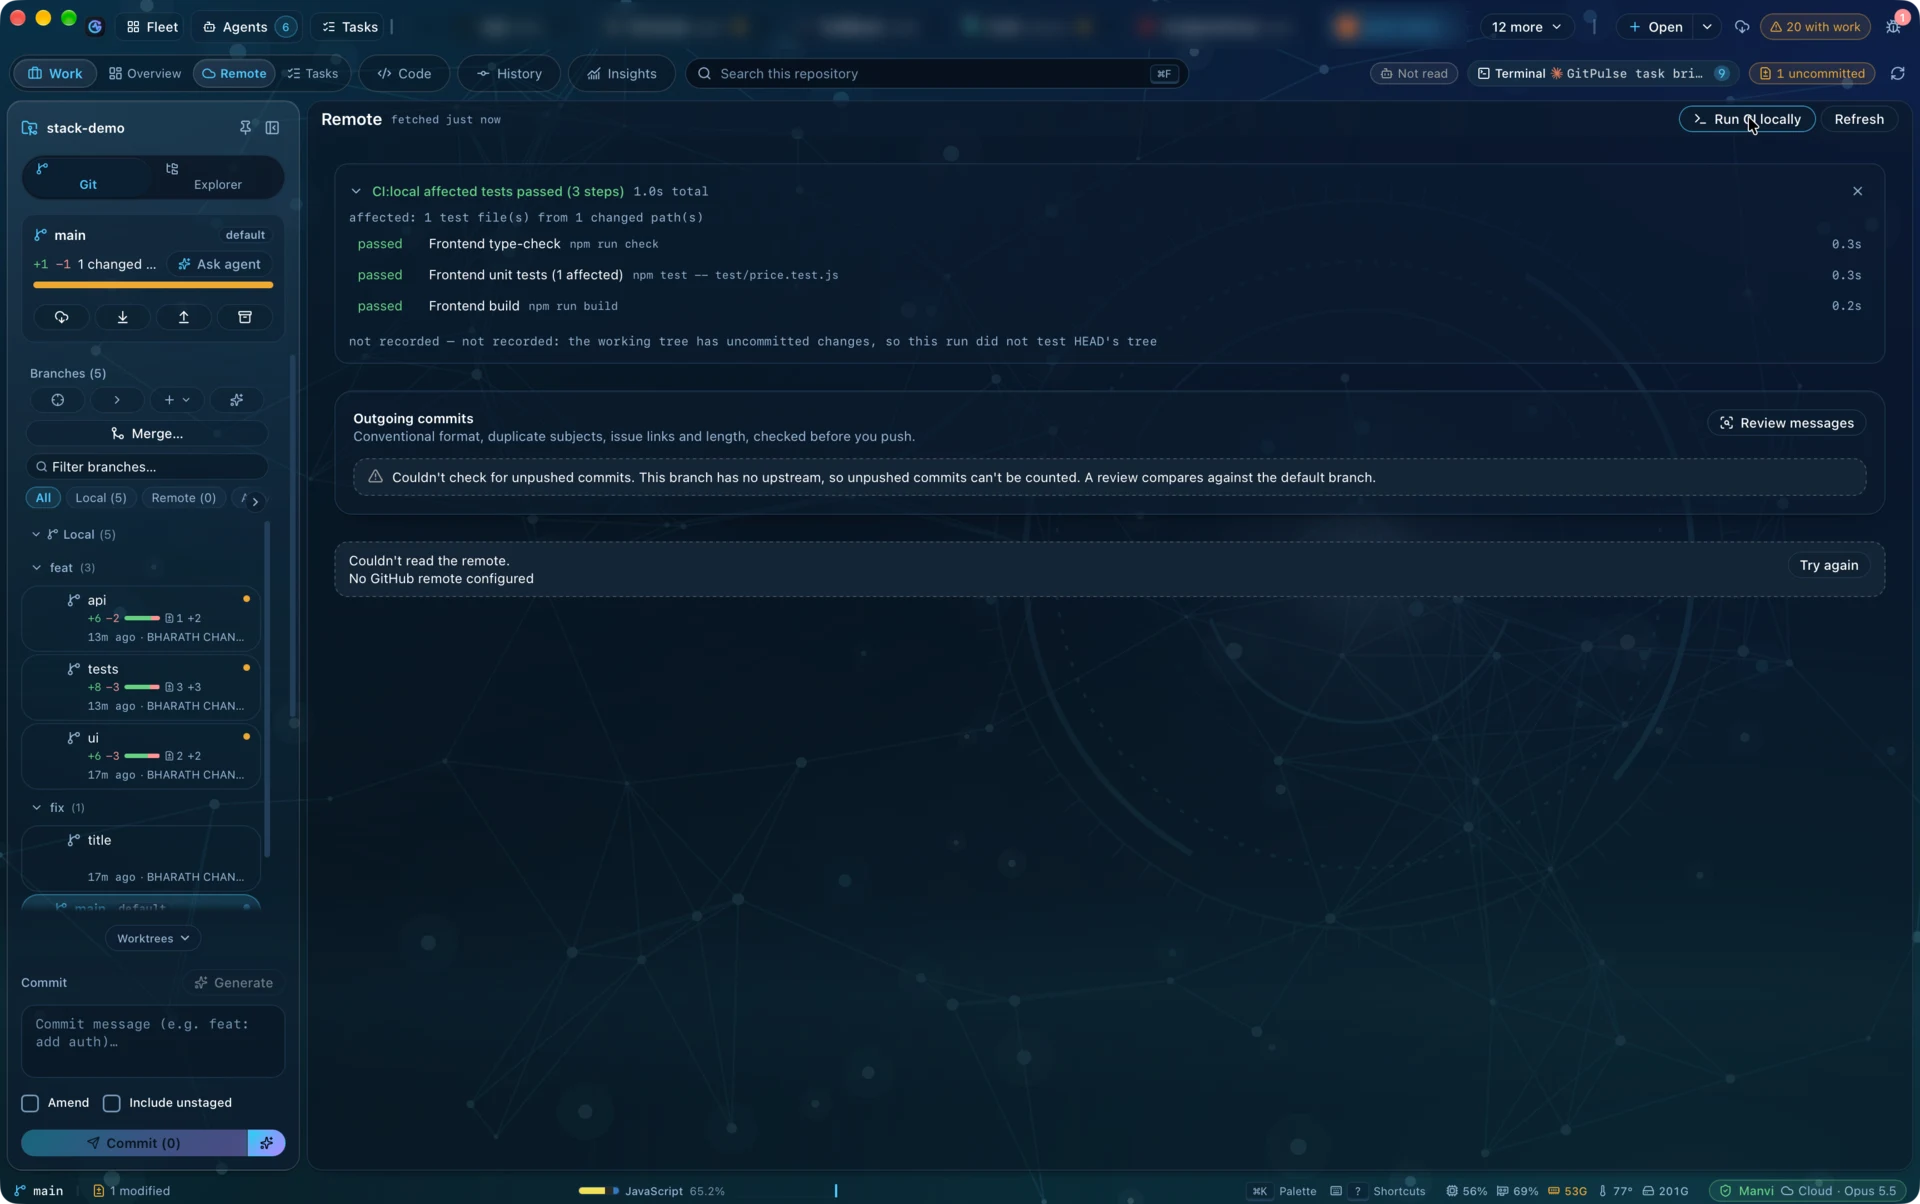 Fleet
Agents 6
Tasks
12 more
Open
20 with work
1
Work
Overview
Remote
Tasks
Code
History
Insights
Search this repository
⌘F
Not read
Terminal GitPulse task bri… 9
1 uncommitted
stack-demo
Git
Explorer
main default
+1 −1 1 changed ... Ask agent
Branches (5)
Merge...
Filter branches...
All Local (5) Remote (0)
Local (5)
feat (3)
api
+6 −2 1 +2
13m ago · BHARATH CHAN…
tests
+8 −3 3 +3
13m ago · BHARATH CHAN…
ui
+6 −3 2 +2
17m ago · BHARATH CHAN…
fix (1)
title
17m ago · BHARATH CHAN…
main default
Worktrees
Commit Generate
Commit message (e.g. feat:
add auth)…
Amend Include unstaged
Commit (0)
Remote fetched just now
Run CI locally Refresh
CI:local affected tests passed (3 steps) 1.0s total
affected: 1 test file(s) from 1 changed path(s)
passed Frontend type-check npm run check 0.3s
passed Frontend unit tests (1 affected) npm test -- test/price.test.js 0.3s
passed Frontend build npm run build 0.2s
not recorded — not recorded: the working tree has uncommitted changes, so this run did not test HEAD's tree
Outgoing commits
Conventional format, duplicate subjects, issue links and length, checked before you push.
Review messages
Couldn't check for unpushed commits. This branch has no upstream, so unpushed commits can't be counted. A review compares against the default branch.
Couldn't read the remote.
No GitHub remote configured
Try again
main 1 modified
JavaScript 65.2%
⌘K Palette ? Shortcuts 56% 69% 53G 77° 201G Manvi Cloud · Opus 5.5